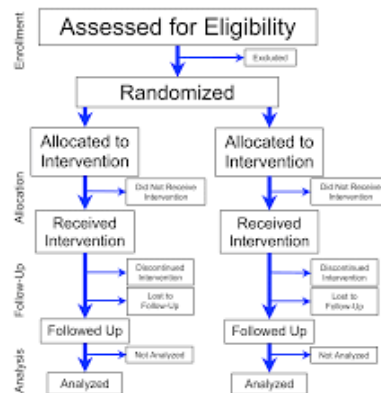 Enrollment
Assessed for Eligibility
Excluded
Randomized
Allocated to
Intervention
Allocated to
Intervention
Allocation
Did Not Receive
Intervention
Did Not Receive
Intervention
Received
Intervention
Received
Intervention
Follow-Up
Discontinued
Intervention
Discontinued
Intervention
Lost to
Follow-Up
Lost to
Follow-Up
Followed Up
Followed Up
Analysis
Not Analyzed
Not Analyzed
Analyzed
Analyzed